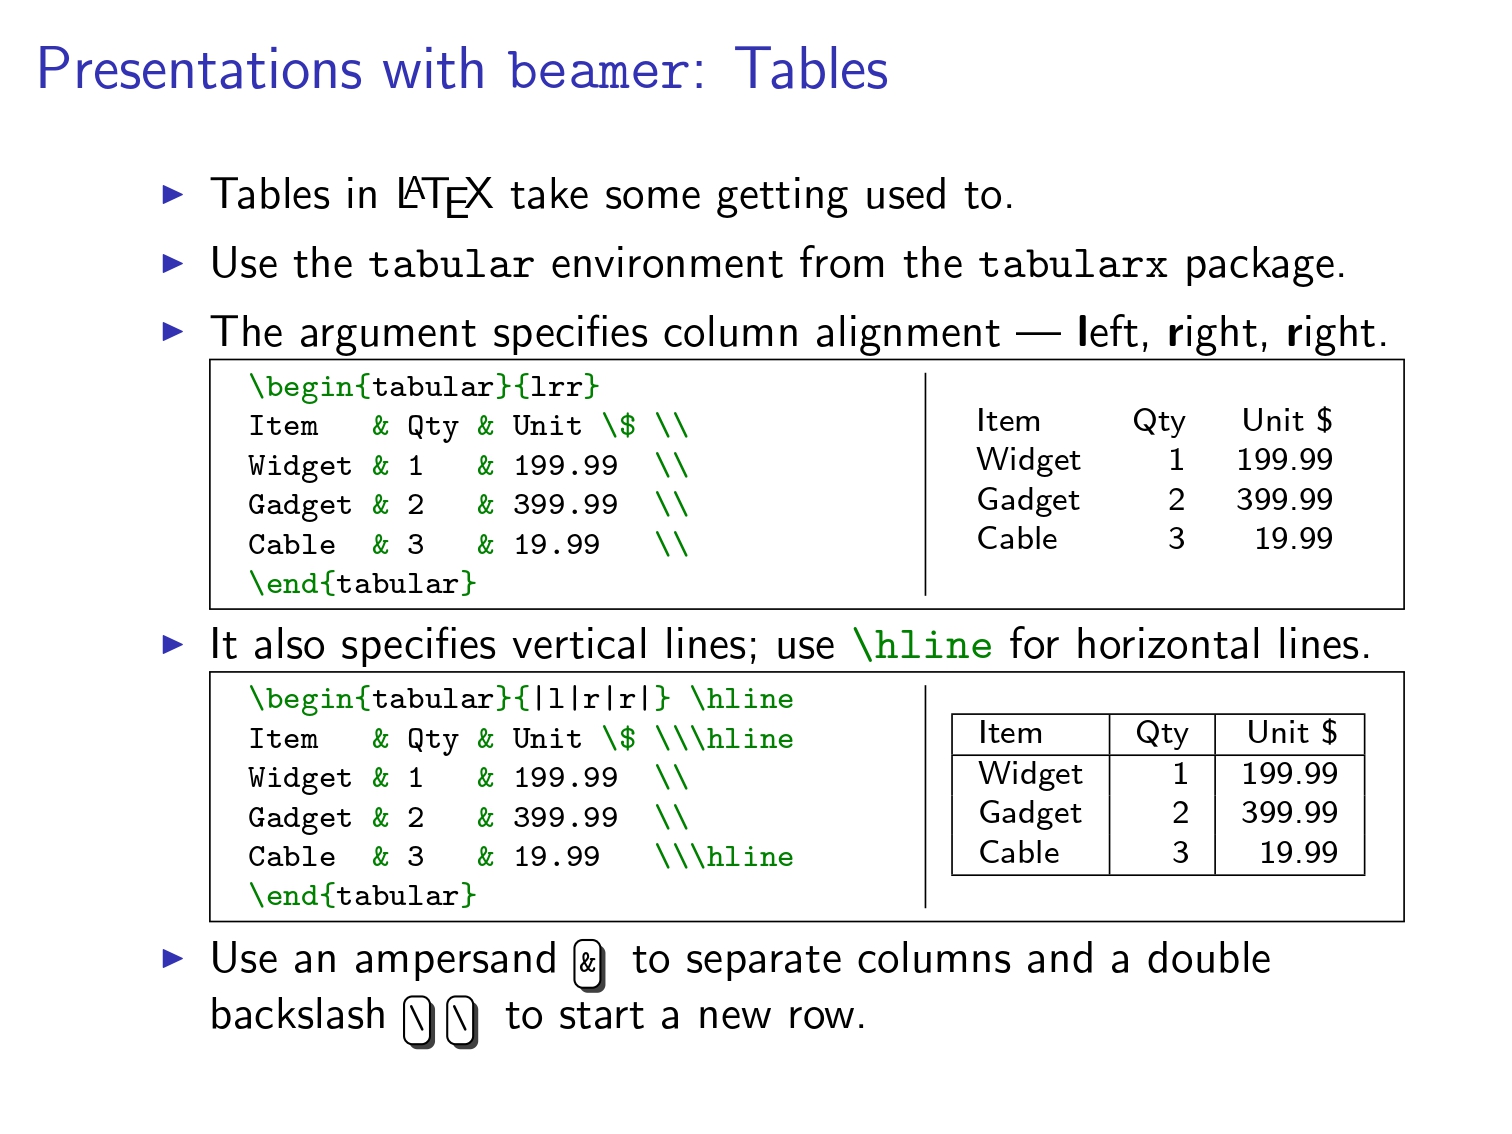 Presentations with beamer: Tables
▶ Tables in LATEX take some getting used to.
▶ Use the tabular environment from the tabularx package.
▶ The argument specifies column alignment — left, right, right.
\begin{tabular}{lrr}
Item   & Qty & Unit \$ \\
Widget & 1   & 199.99  \\
Gadget & 2   & 399.99  \\
Cable  & 3   & 19.99   \\
\end{tabular}
Item Qty Unit $
Widget 1 199.99
Gadget 2 399.99
Cable 3 19.99
▶ It also specifies vertical lines; use \hline for horizontal lines.
\begin{tabular}{|l|r|r|} \hline
Item   & Qty & Unit \$ \\\hline
Widget & 1   & 199.99  \\
Gadget & 2   & 399.99  \\
Cable  & 3   & 19.99   \\\hline
\end{tabular}
Item Qty Unit $
Widget 1 199.99
Gadget 2 399.99
Cable 3 19.99
▶ Use an ampersand & to separate columns and a double
backslash \ \ to start a new row.